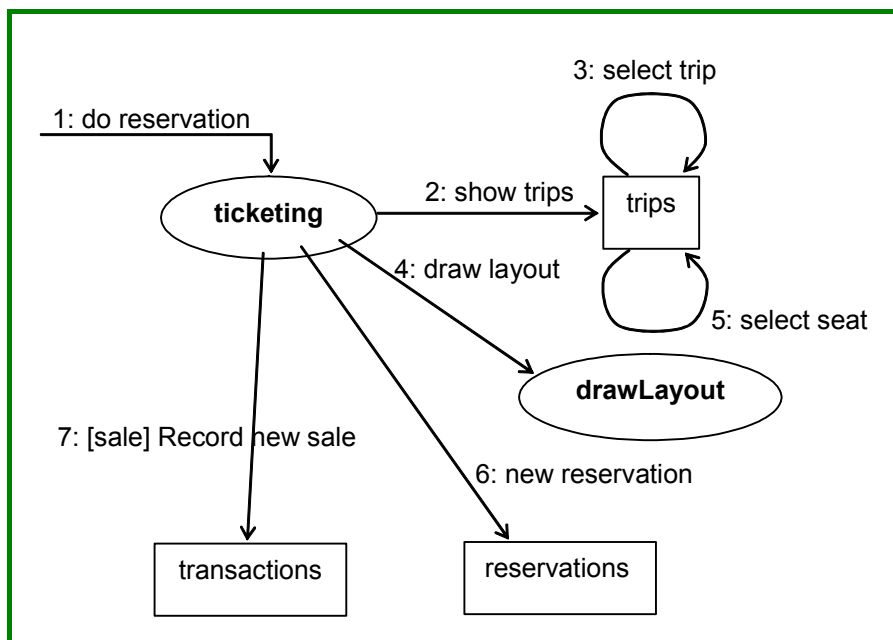 3: select trip
1: do reservation
ticketing
2: show trips
trips
4: draw layout
5: select seat
drawLayout
7: [sale] Record new sale
6: new reservation
transactions
reservations